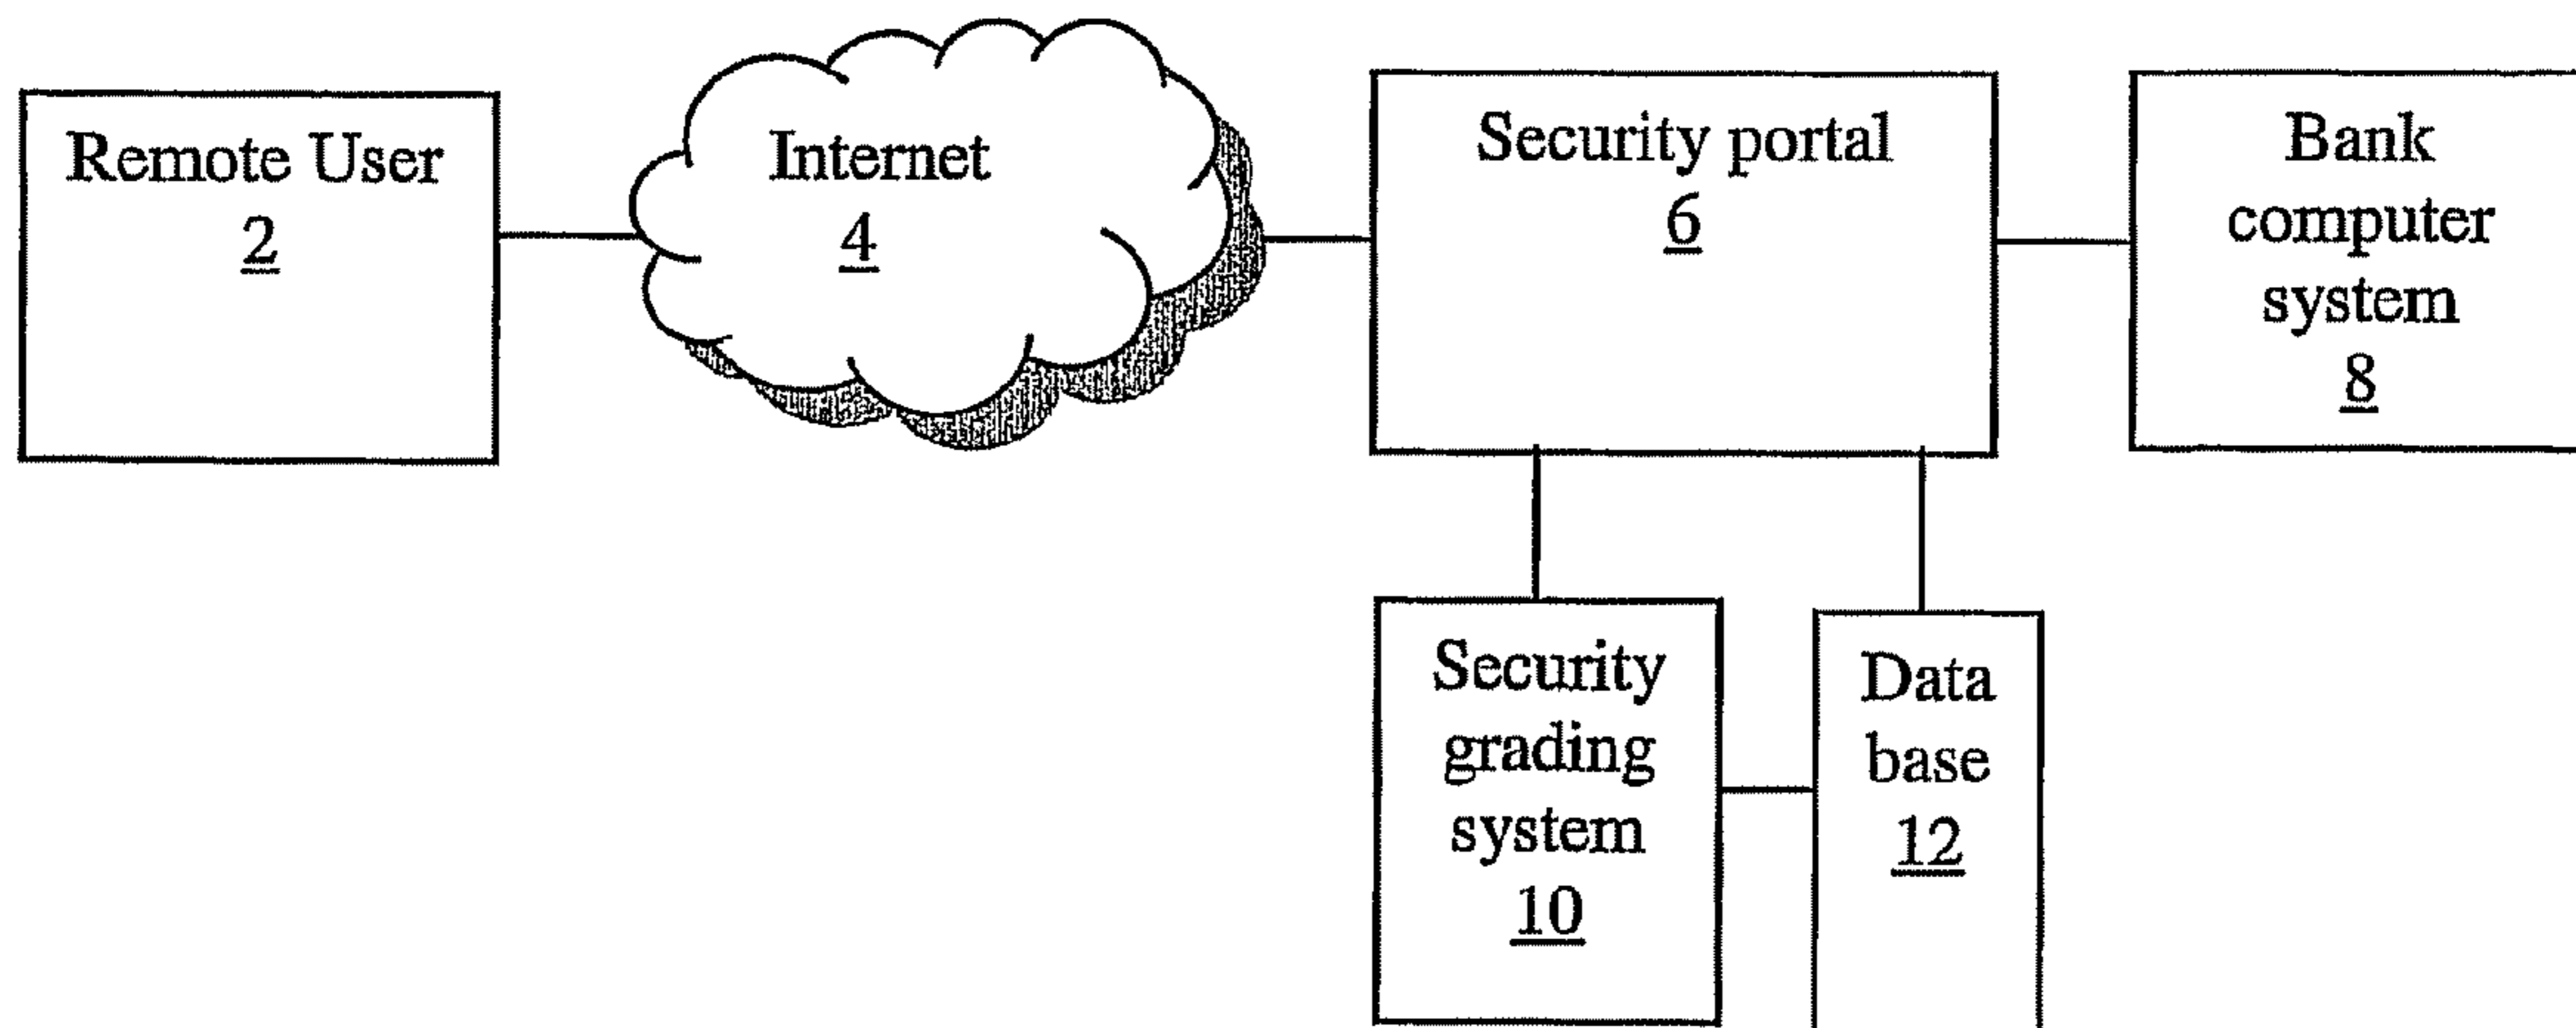 Remote User
2
Internet
4
Security portal
6
Bank
computer
system
8
Security
grading
system
10
Data
base
12